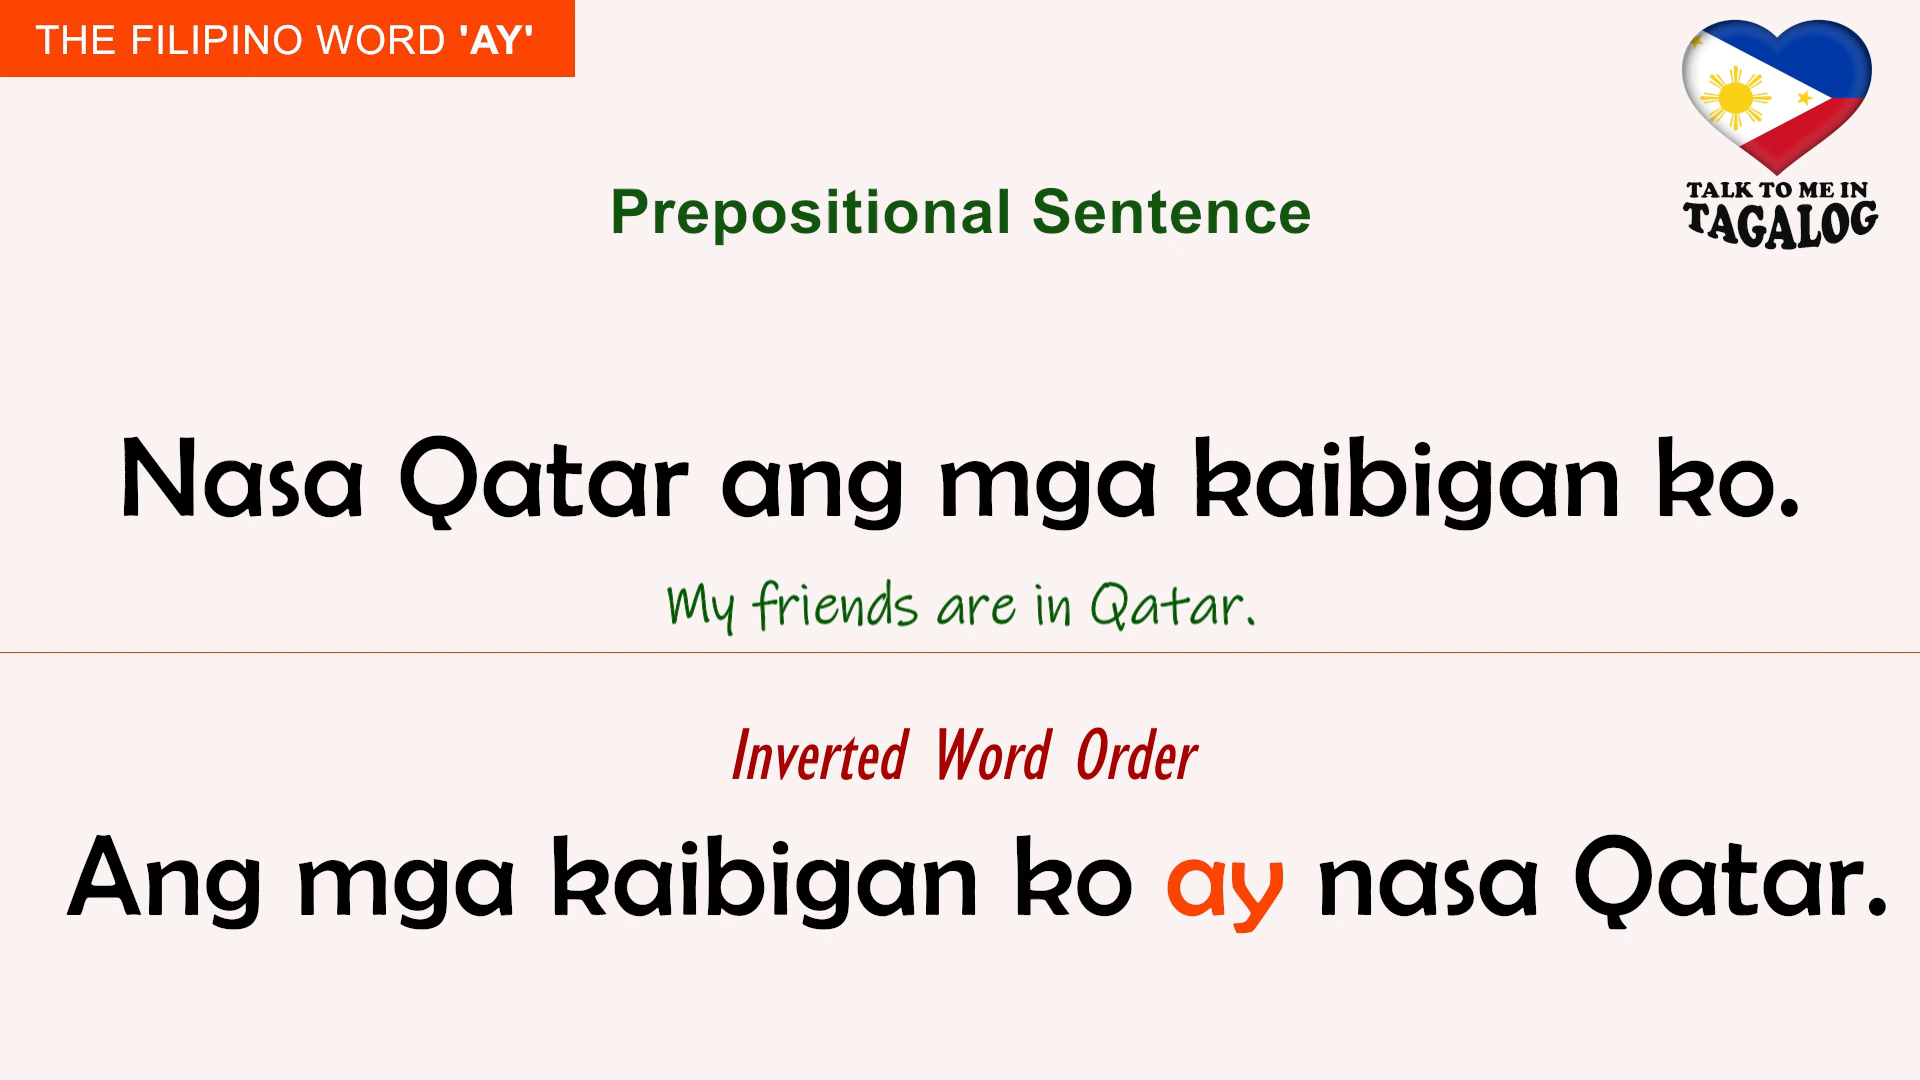 THE FILIPINO WORD 'AY'
TALK TO ME IN
TAGALOG
Prepositional Sentence
Nasa Qatar ang mga kaibigan ko.
My friends are in Qatar.
Inverted Word Order
Ang mga kaibigan ko ay nasa Qatar.